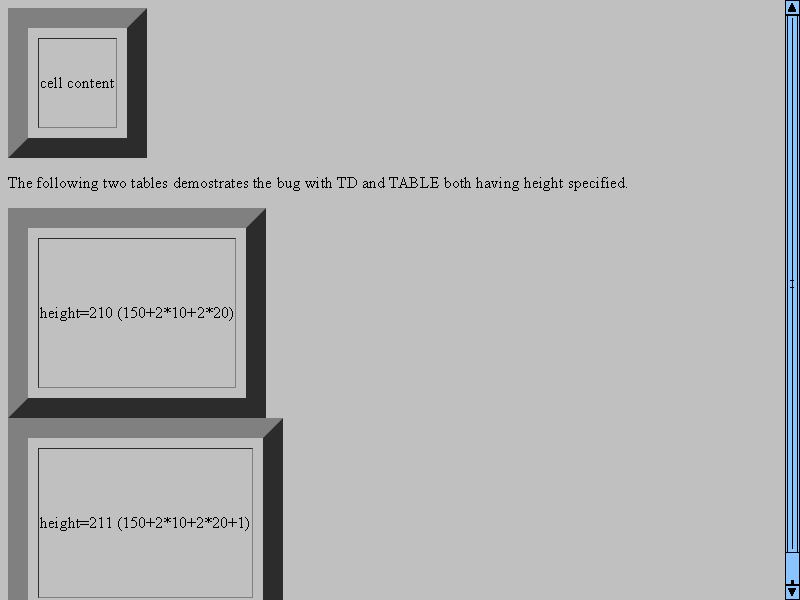 cell content
The following two tables demostrates the bug with TD and TABLE both having height specified.
height=210 (150+2*10+2*20)
height=211 (150+2*10+2*20+1)